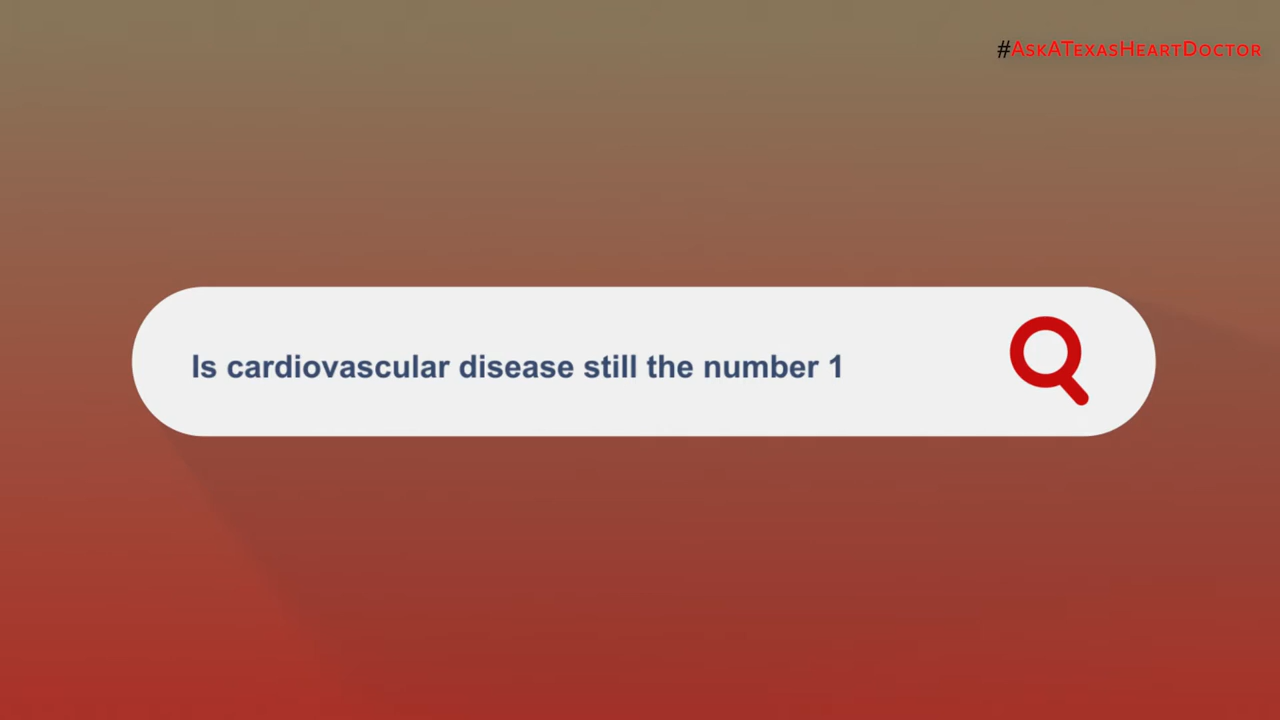 #AskATexasHeartDoctor
Is cardiovascular disease still the number 1